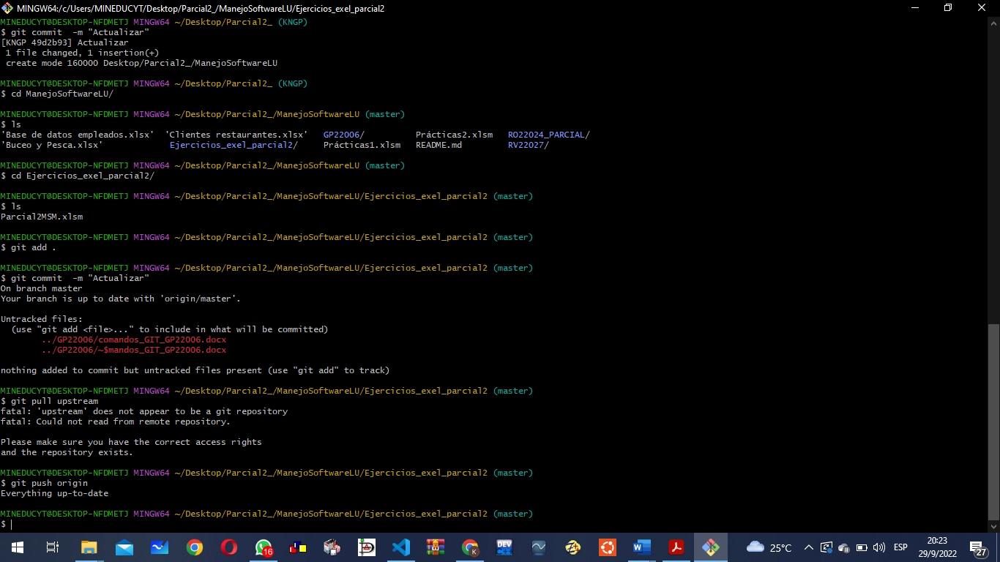 MINGW64:/c/Users/MINEDUCYT/Desktop/Parcial2_/ManejoSoftwareLU/Ejercicios_exel_parcial2
MINEDUCYT@DESKTOP-NFDMETJ MINGW64 ~/Desktop/Parcial2_ (KNGP)
$ git commit  -m "Actualizar"
[KNGP 49d2b93] Actualizar
 1 file changed, 1 insertion(+)
 create mode 160000 Desktop/Parcial2_/ManejoSoftwareLU
MINEDUCYT@DESKTOP-NFDMETJ MINGW64 ~/Desktop/Parcial2_ (KNGP)
$ cd ManejoSoftwareLU/
MINEDUCYT@DESKTOP-NFDMETJ MINGW64 ~/Desktop/Parcial2_/ManejoSoftwareLU (master)
$ ls
'Base de datos empleados.xlsx'  'Clientes restaurantes.xlsx'   GP22006/          Prácticas2.xlsm   RO22024_PARCIAL/
'Buceo y Pesca.xlsx'             Ejercicios_exel_parcial2/     Prácticas1.xlsm   README.md         RV22027/
MINEDUCYT@DESKTOP-NFDMETJ MINGW64 ~/Desktop/Parcial2_/ManejoSoftwareLU (master)
$ cd Ejercicios_exel_parcial2/
MINEDUCYT@DESKTOP-NFDMETJ MINGW64 ~/Desktop/Parcial2_/ManejoSoftwareLU/Ejercicios_exel_parcial2 (master)
$ ls
Parcial2MSM.xlsm
MINEDUCYT@DESKTOP-NFDMETJ MINGW64 ~/Desktop/Parcial2_/ManejoSoftwareLU/Ejercicios_exel_parcial2 (master)
$ git add .
MINEDUCYT@DESKTOP-NFDMETJ MINGW64 ~/Desktop/Parcial2_/ManejoSoftwareLU/Ejercicios_exel_parcial2 (master)
$ git commit  -m "Actualizar"
On branch master
Your branch is up to date with 'origin/master'.
Untracked files:
  (use "git add <file>..." to include in what will be committed)
        ../GP22006/comandos_GIT_GP22006.docx
        ../GP22006/~$mandos_GIT_GP22006.docx
nothing added to commit but untracked files present (use "git add" to track)
MINEDUCYT@DESKTOP-NFDMETJ MINGW64 ~/Desktop/Parcial2_/ManejoSoftwareLU/Ejercicios_exel_parcial2 (master)
$ git pull upstream
fatal: 'upstream' does not appear to be a git repository
fatal: Could not read from remote repository.
Please make sure you have the correct access rights
and the repository exists.
MINEDUCYT@DESKTOP-NFDMETJ MINGW64 ~/Desktop/Parcial2_/ManejoSoftwareLU/Ejercicios_exel_parcial2 (master)
$ git push origin
Everything up-to-date
MINEDUCYT@DESKTOP-NFDMETJ MINGW64 ~/Desktop/Parcial2_/ManejoSoftwareLU/Ejercicios_exel_parcial2 (master)
$
16
K
DEV
25°C
ESP
20:23
29/9/2022
27